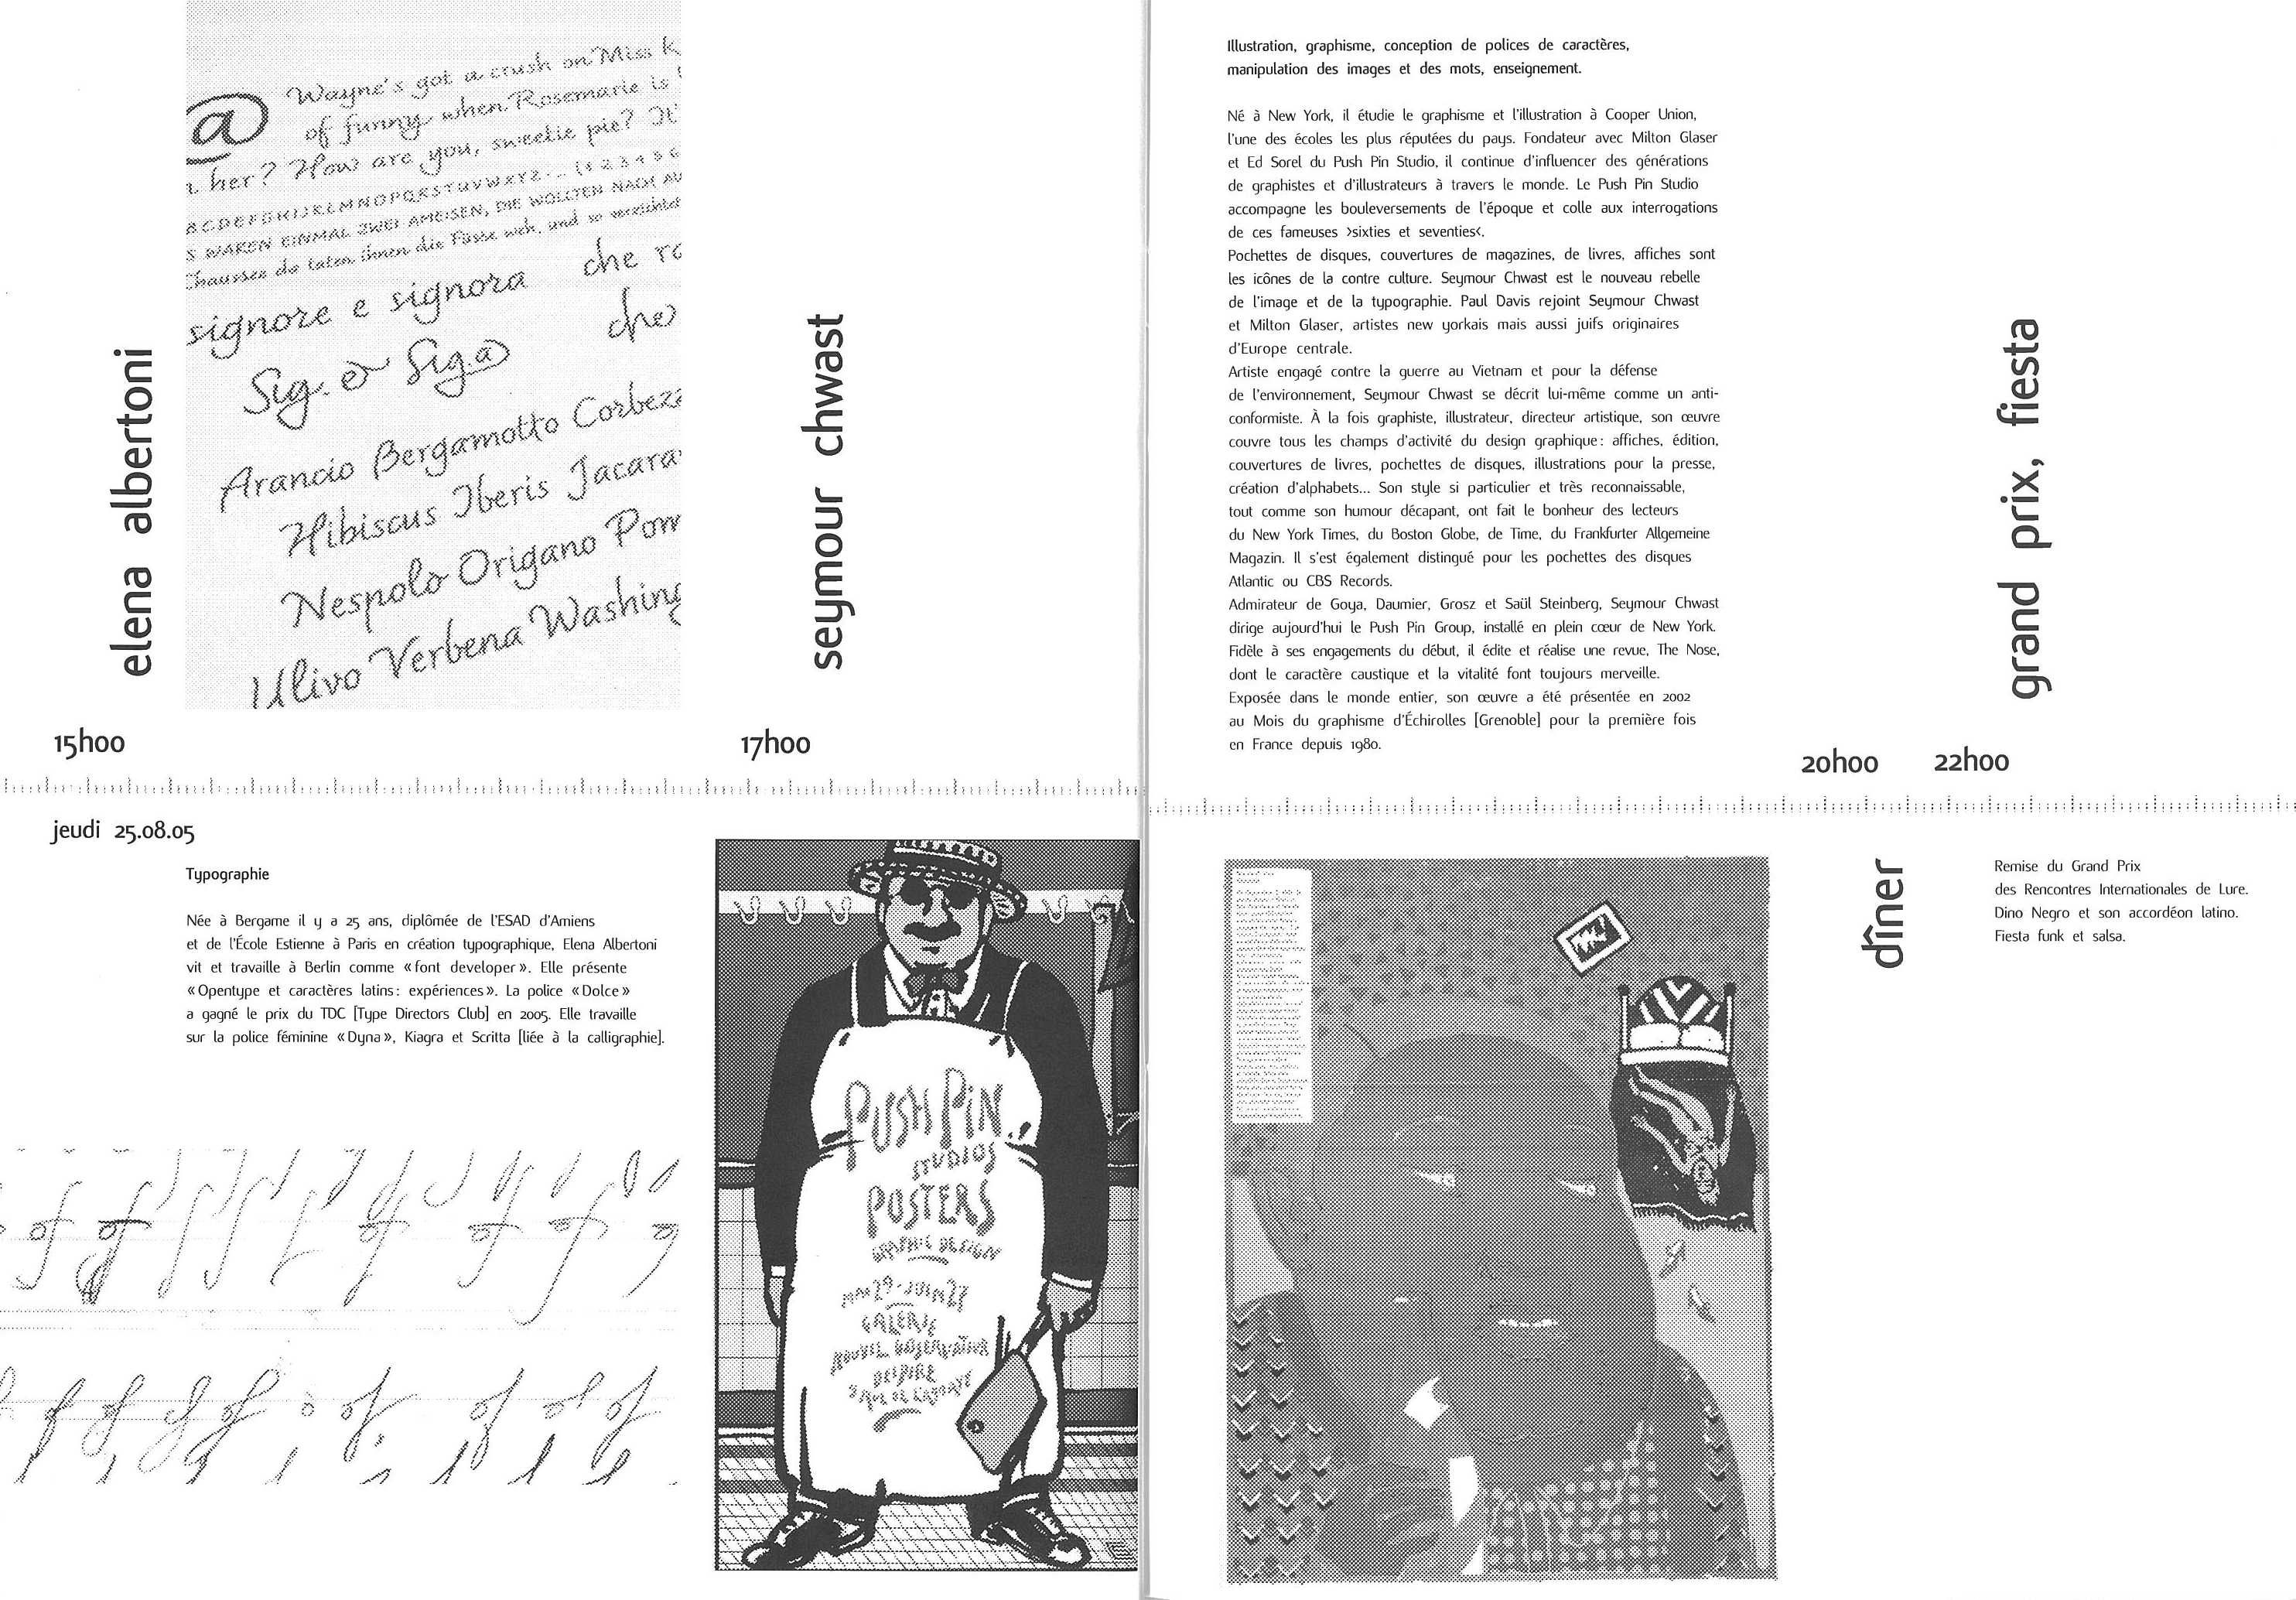 elena albertoni
@
Wayne's got a crush on Miss K
of funny when Rosemarie is
her? How are you, sweetie pie? It
ABCDEFGHIJKLMNOPQRSTUVWXYZ
S WAREN EINMAL ZWEI AMEISEN, DIE WOLLTEN NACH AU
Chaussee da taten ihnen die Füsse weh, und so verzichtet
signore e signora che
Sig. e Sig.a che
Arancio Bergamotto Corbezz
Hibiscus Iberis Jacara
Nespolo Origano Pom
Ulivo Verbena Washing
15h00
seymour chwast
17h00
jeudi 25.08.05
Typographie
Née à Bergame il y a 25 ans, diplômée de l'ESAD d'Amiens
et de l'École Estienne à Paris en création typographique, Elena Albertoni
vit et travaille à Berlin comme «font developer». Elle présente
«Opentype et caractères latins: expériences». La police «Dolce»
a gagné le prix du TDC [Type Directors Club] en 2005. Elle travaille
sur la police féminine «Dyna», Kiagra et Scritta [liée à la calligraphie].
PUSH PIN
STUDIOS
POSTERS
GRAPHIC DESIGN
MAI 29-JUIN 27
GALERIE
NOUVEL OBSERVATEUR
DELPIRE
Illustration, graphisme, conception de polices de caractères,
manipulation des images et des mots, enseignement.
Né à New York, il étudie le graphisme et l'illustration à Cooper Union,
l'une des écoles les plus réputées du pays. Fondateur avec Milton Glaser
et Ed Sorel du Push Pin Studio, il continue d'influencer des générations
de graphistes et d'illustrateurs à travers le monde. Le Push Pin Studio
accompagne les bouleversements de l'époque et colle aux interrogations
de ces fameuses ›sixties et seventies‹.
Pochettes de disques, couvertures de magazines, de livres, affiches sont
les icônes de la contre culture. Seymour Chwast est le nouveau rebelle
de l'image et de la typographie. Paul Davis rejoint Seymour Chwast
et Milton Glaser, artistes new yorkais mais aussi juifs originaires
d'Europe centrale.
Artiste engagé contre la guerre au Vietnam et pour la défense
de l'environnement, Seymour Chwast se décrit lui-même comme un anti-
conformiste. À la fois graphiste, illustrateur, directeur artistique, son œuvre
couvre tous les champs d'activité du design graphique: affiches, édition,
couvertures de livres, pochettes de disques, illustrations pour la presse,
création d'alphabets... Son style si particulier et très reconnaissable,
tout comme son humour décapant, ont fait le bonheur des lecteurs
du New York Times, du Boston Globe, de Time, du Frankfurter Allgemeine
Magazin. Il s'est également distingué pour les pochettes des disques
Atlantic ou CBS Records.
Admirateur de Goya, Daumier, Grosz et Saül Steinberg, Seymour Chwast
dirige aujourd'hui le Push Pin Group, installé en plein cœur de New York.
Fidèle à ses engagements du début, il édite et réalise une revue, The Nose,
dont le caractère caustique et la vitalité font toujours merveille.
Exposée dans le monde entier, son œuvre a été présentée en 2002
au Mois du graphisme d'Échirolles [Grenoble] pour la première fois
en France depuis 1980.
20h00
dîner
22h00
grand prix, fiesta
Remise du Grand Prix
des Rencontres Internationales de Lure.
Dino Negro et son accordéon latino.
Fiesta funk et salsa.